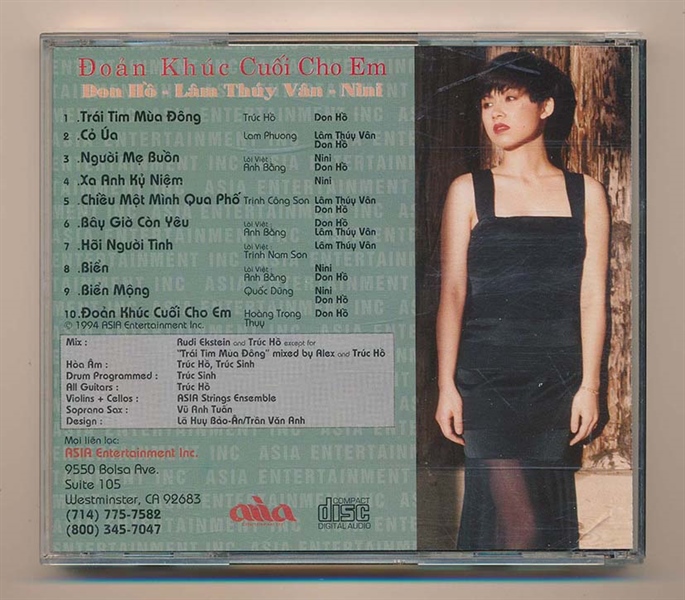 Đoản Khúc Cuối Cho Em
Don Hồ - Lâm Thúy Vân - Nini
1 .Trái Tim Mùa Đông Trúc Hồ Don Hồ
2 .Cỏ Úa Lam Phương Lâm Thúy Vân
Don Hồ
3 .Người Mẹ Buồn Lời Việt: Nini
Anh Bằng Don Hồ
4 .Xa Anh Kỷ Niệm Nini
5 .Chiều Một Mình Qua Phố Trịnh Công Sơn Lâm Thúy Vân
Don Hồ
6 .Bây Giờ Còn Yêu Lời Việt: Don Hồ
Anh Bằng Lâm Thúy Vân
7 .Hỡi Người Tình Lời Việt: Lâm Thúy Vân
Trịnh Nam Sơn
8 .Biển Lời Việt: Nini
Anh Bằng Don Hồ
9 .Biển Mộng Quốc Dũng Nini
Don Hồ
10.Đoản Khúc Cuối Cho Em Hoàng Trọng Don Hồ
Thụy
© 1994 ASIA Entertainment Inc.
Mix : Rudi Ekstein and Trúc Hồ except for
"Trái Tim Mùa Đông" mixed by Alex and Trúc Hồ
Hòa Âm : Trúc Hồ, Trúc Sinh
Drum Programmed : Trúc Sinh
All Guitars : Trúc Hồ
Violins + Cellos : ASIA Strings Ensemble
Soprano Sax : Vũ Anh Tuấn
Design : Lã Huy Bảo-Ân/Trần Văn Anh
Mọi liên lạc:
ASIA Entertainment Inc.
9550 Bolsa Ave.
Suite 105
Westminster, CA 92683
(714) 775-7582
(800) 345-7047
asia
COMPACT
disc
DIGITAL AUDIO